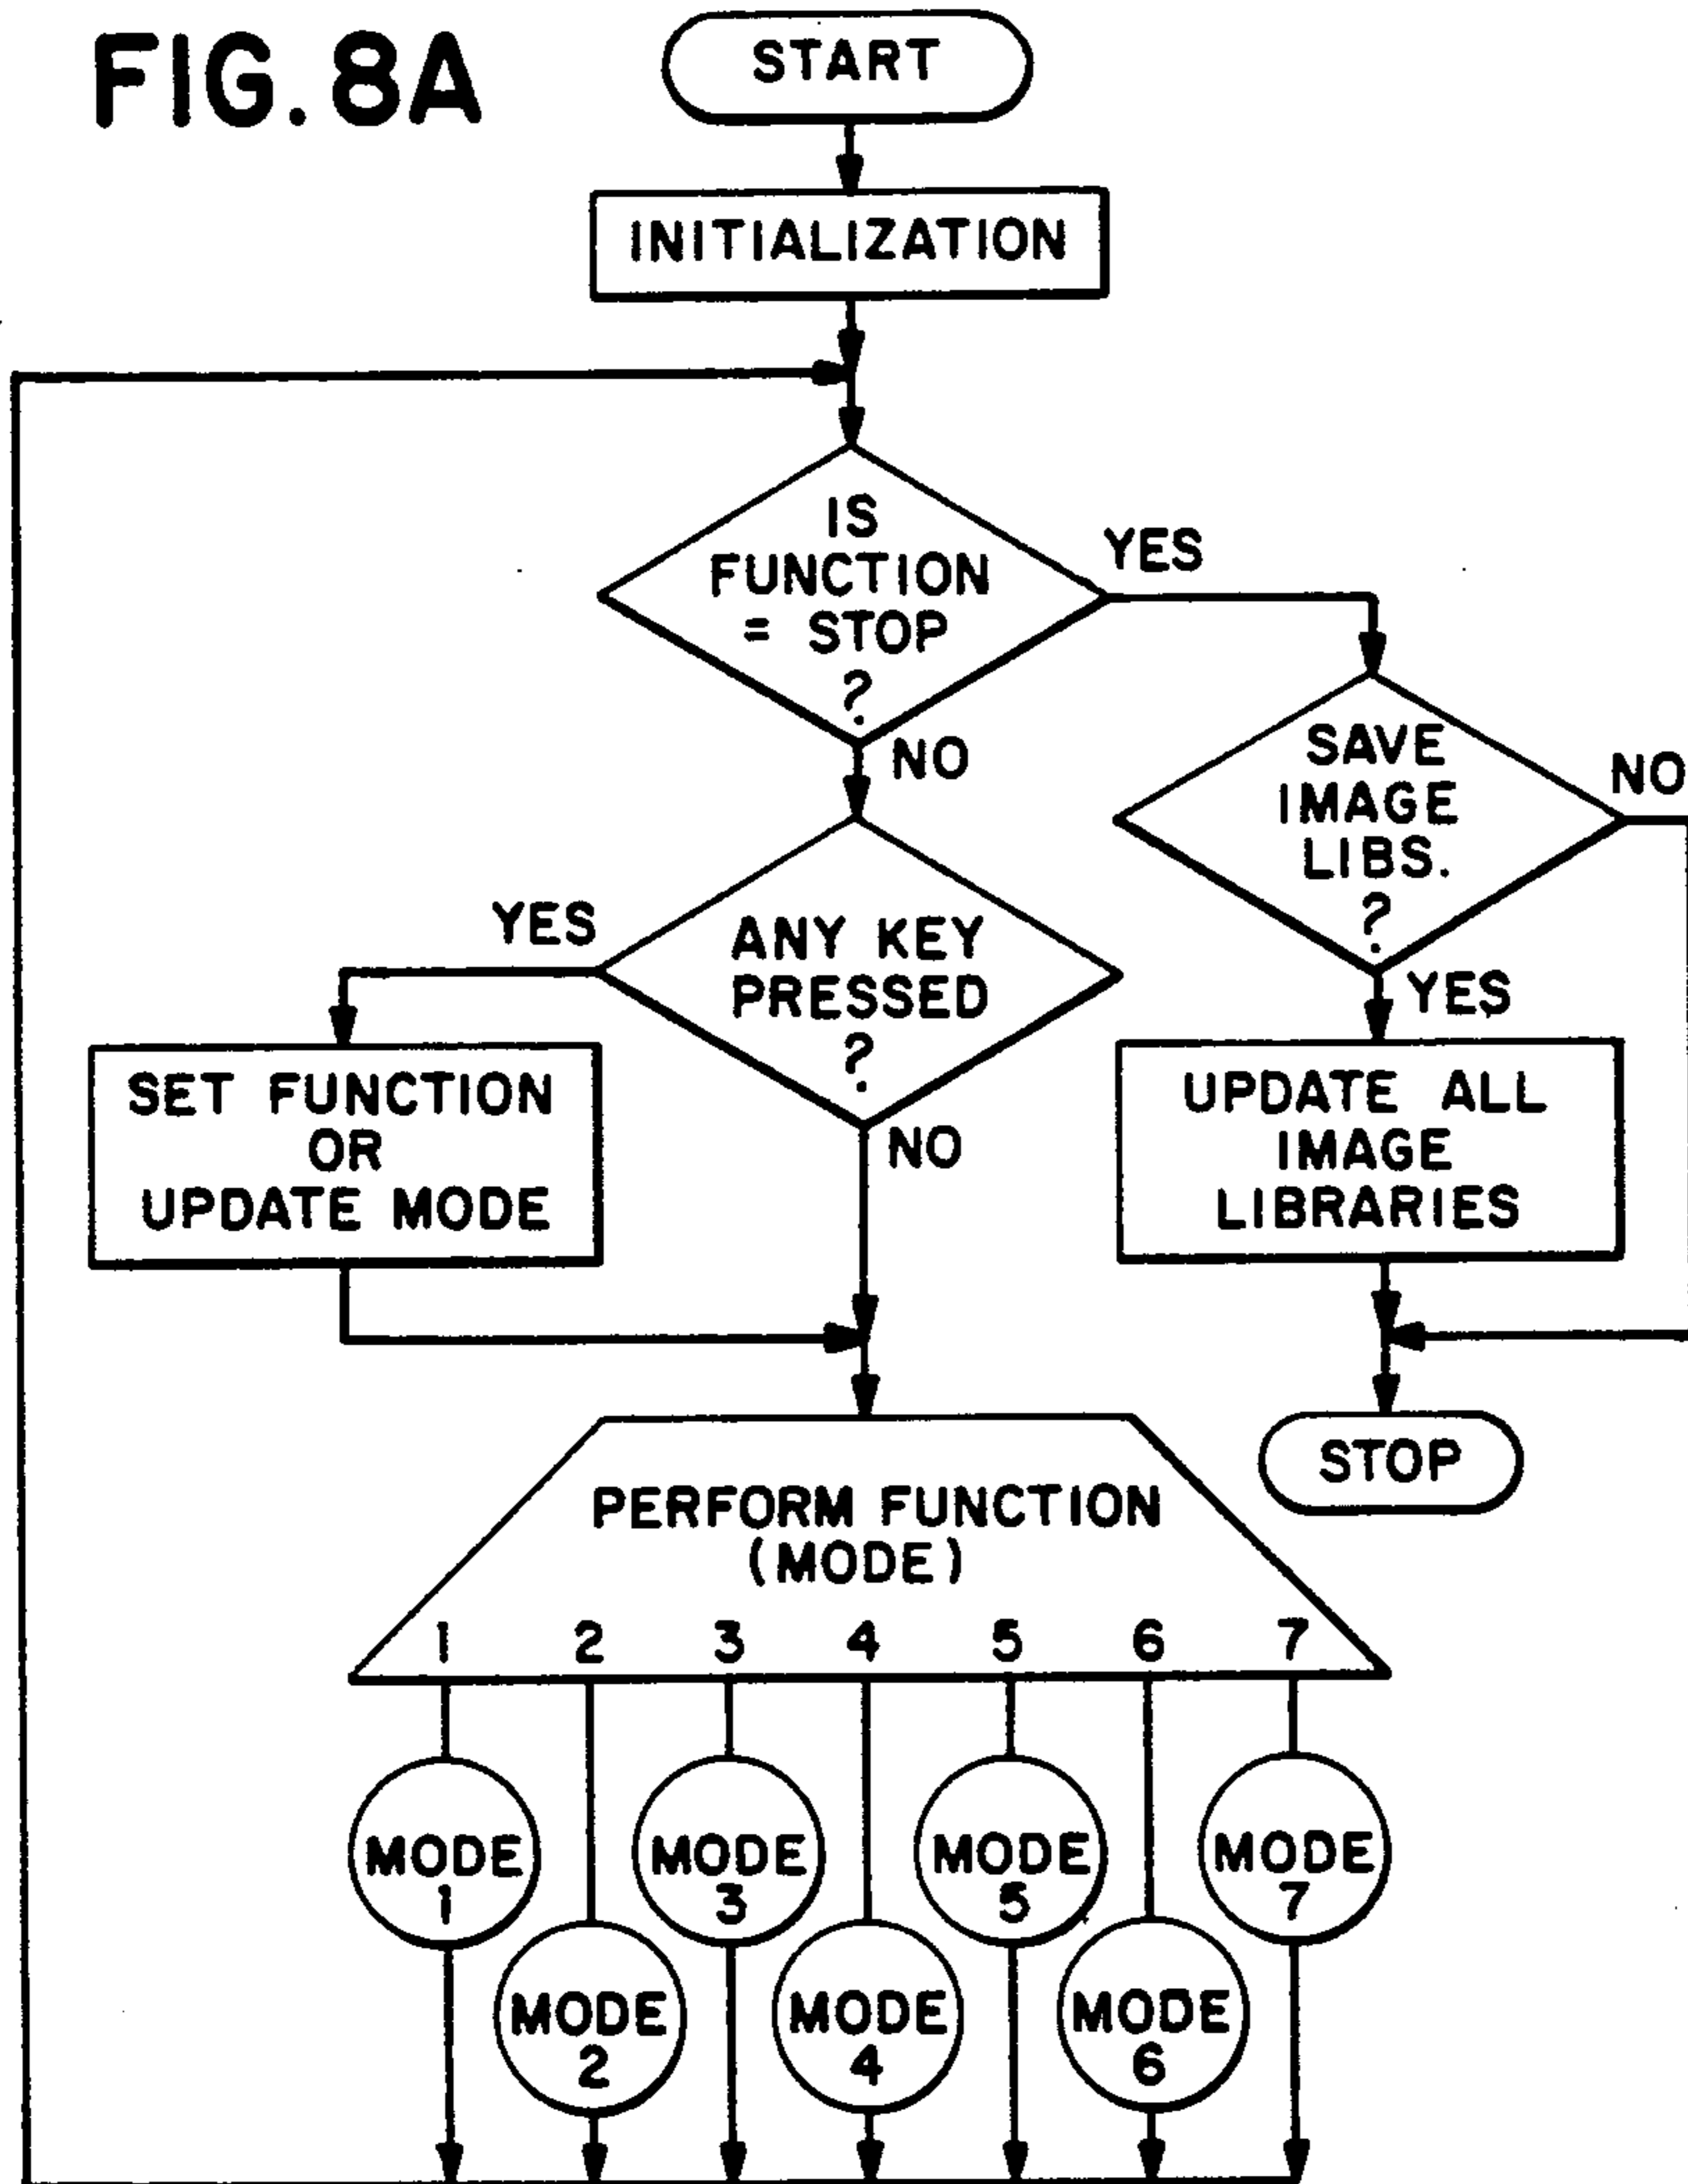 FIG. 8A
START
INITIALIZATION
IS
FUNCTION
= STOP
?
YES
NO
SAVE
IMAGE
LIBS.
?
NO
YES
ANY KEY
PRESSED
?
YES
NO
SET FUNCTION
OR
UPDATE MODE
UPDATE ALL
IMAGE
LIBRARIES
STOP
PERFORM FUNCTION
(MODE)
1 2 3 4 5 6 7
MODE
1
MODE
2
MODE
3
MODE
4
MODE
5
MODE
6
MODE
7